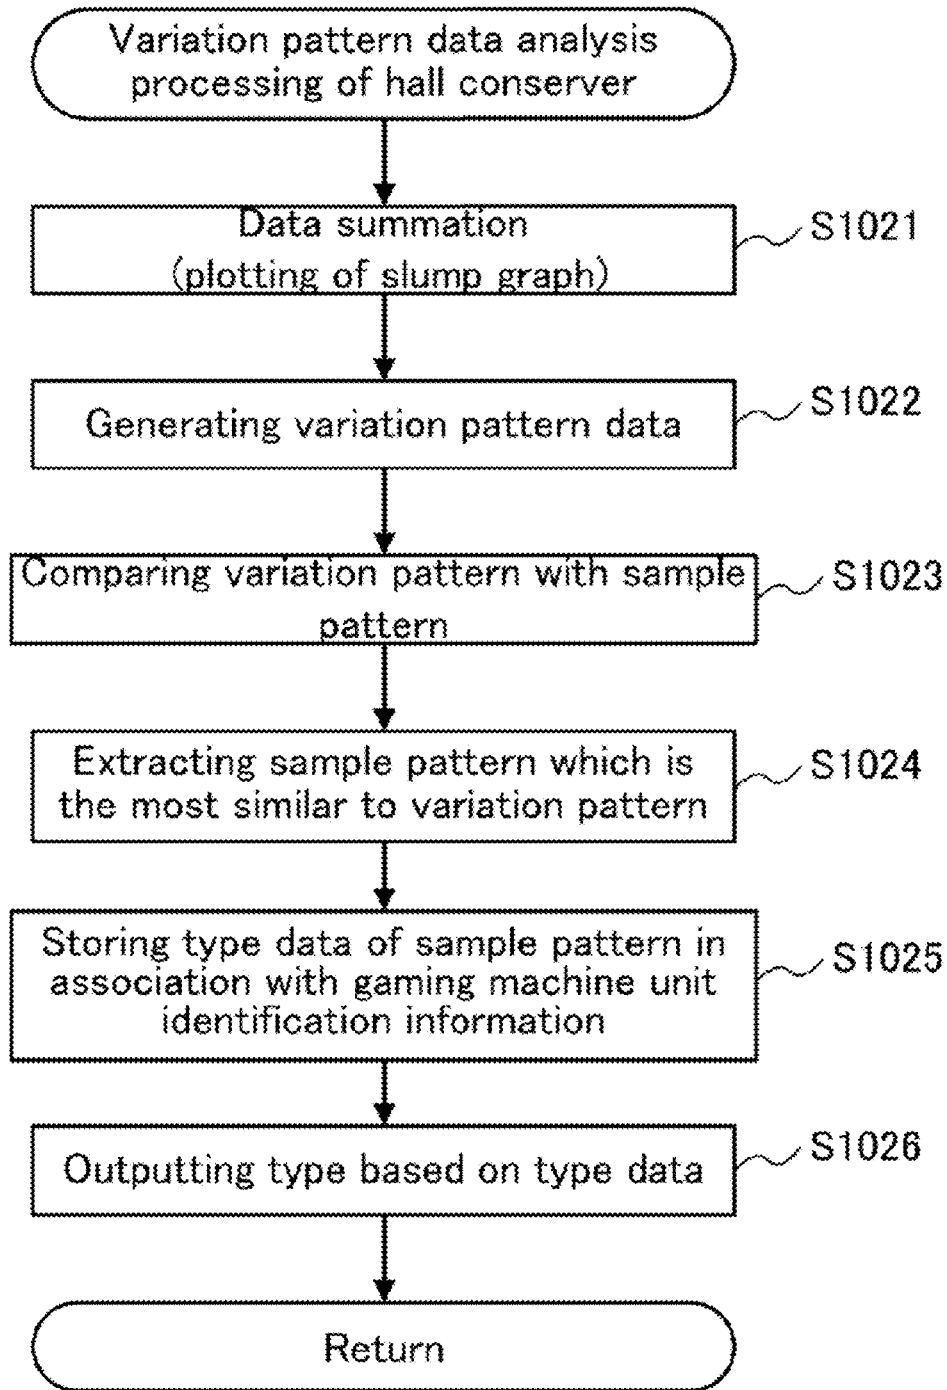 Variation pattern data analysis
processing of hall conserver
Data summation
(plotting of slump graph)
S1021
Generating variation pattern data
S1022
Comparing variation pattern with sample
pattern
S1023
Extracting sample pattern which is
the most similar to variation pattern
S1024
Storing type data of sample pattern in
association with gaming machine unit
identification information
S1025
Outputting type based on type data
S1026
Return